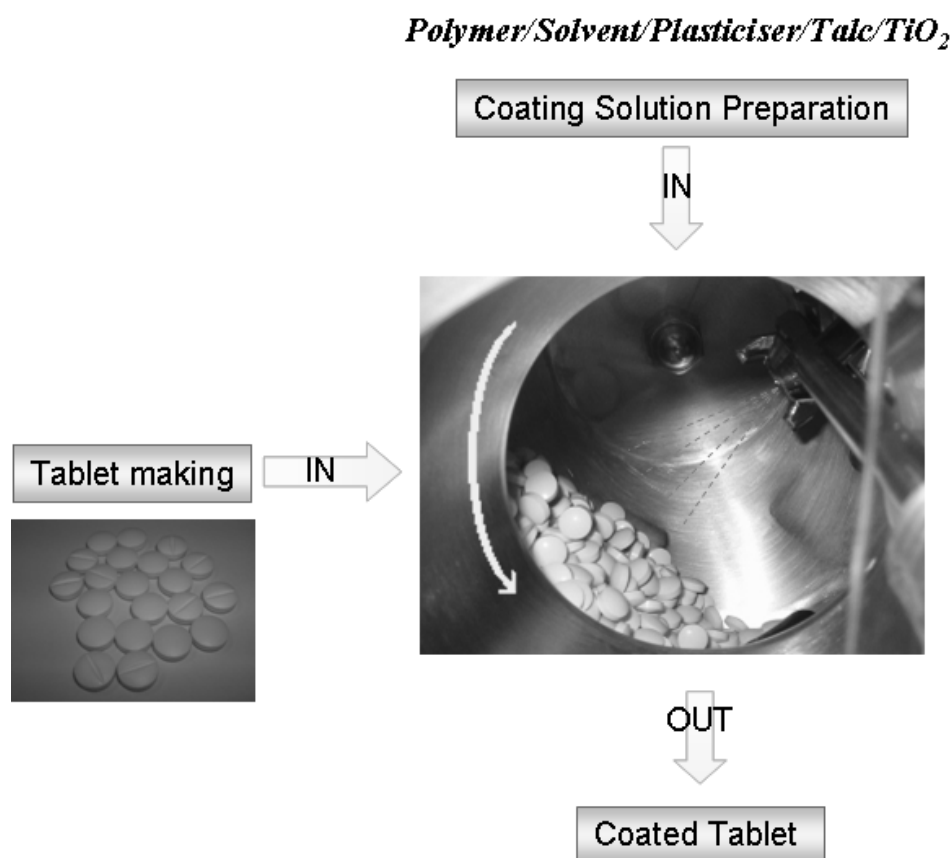 Polymer/Solvent/Plasticiser/Talc/TiO₂
Coating Solution Preparation
IN
Tablet making
IN
OUT
Coated Tablet